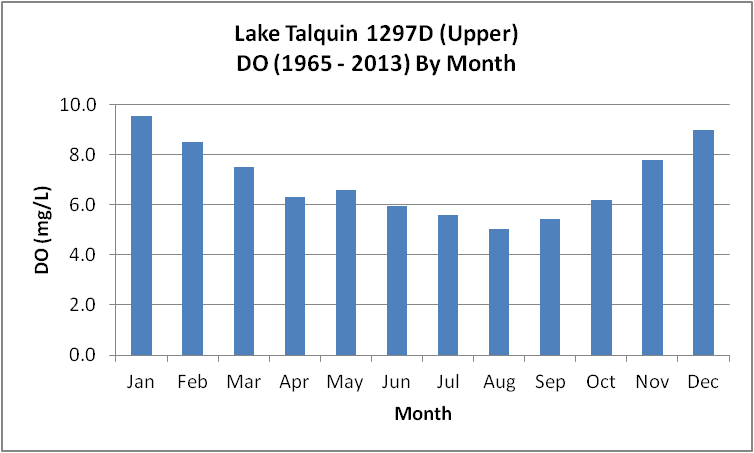 Lake Talquin 1297D (Upper)
DO (1965 - 2013) By Month
10.0
8.0
6.0
4.0
2.0
0.0
DO (mg/L)
Jan Feb Mar Apr May Jun Jul Aug Sep Oct Nov Dec
Month